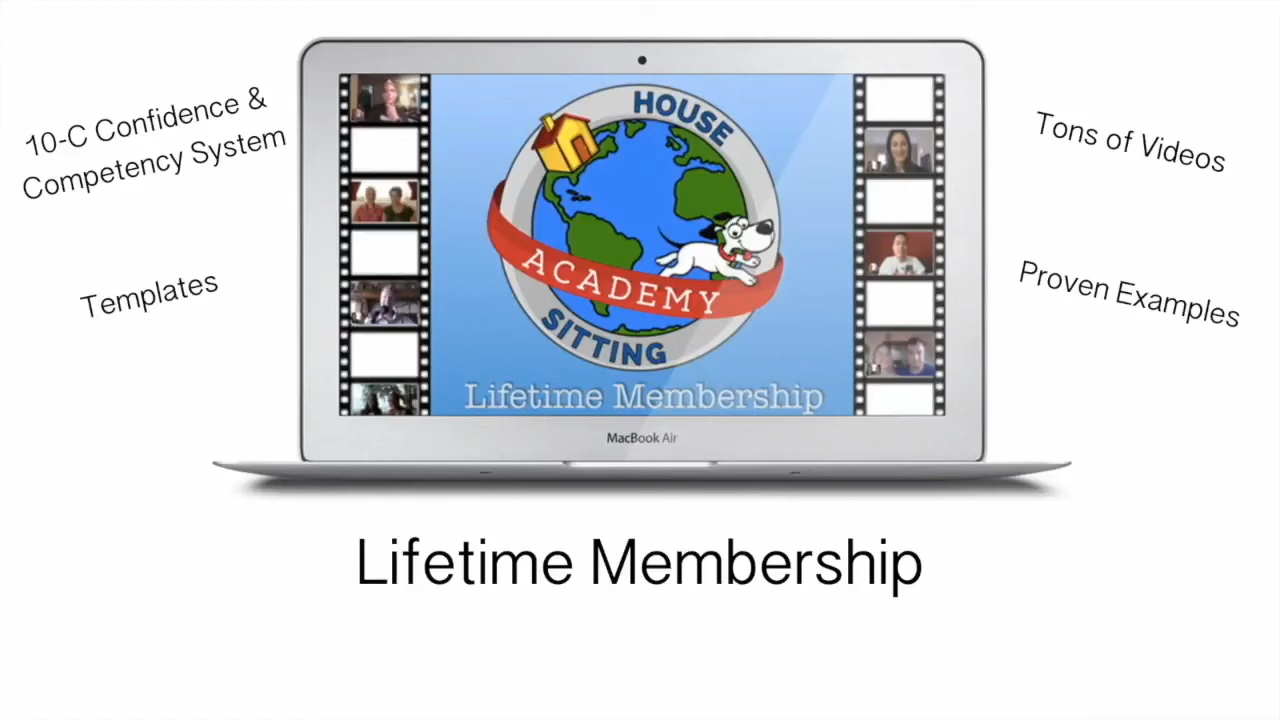 10-C Confidence &
Competency System
Templates
HOUSE
ACADEMY
SITTING
Lifetime Membership
MacBook Air
Tons of Videos
Proven Examples
Lifetime Membership